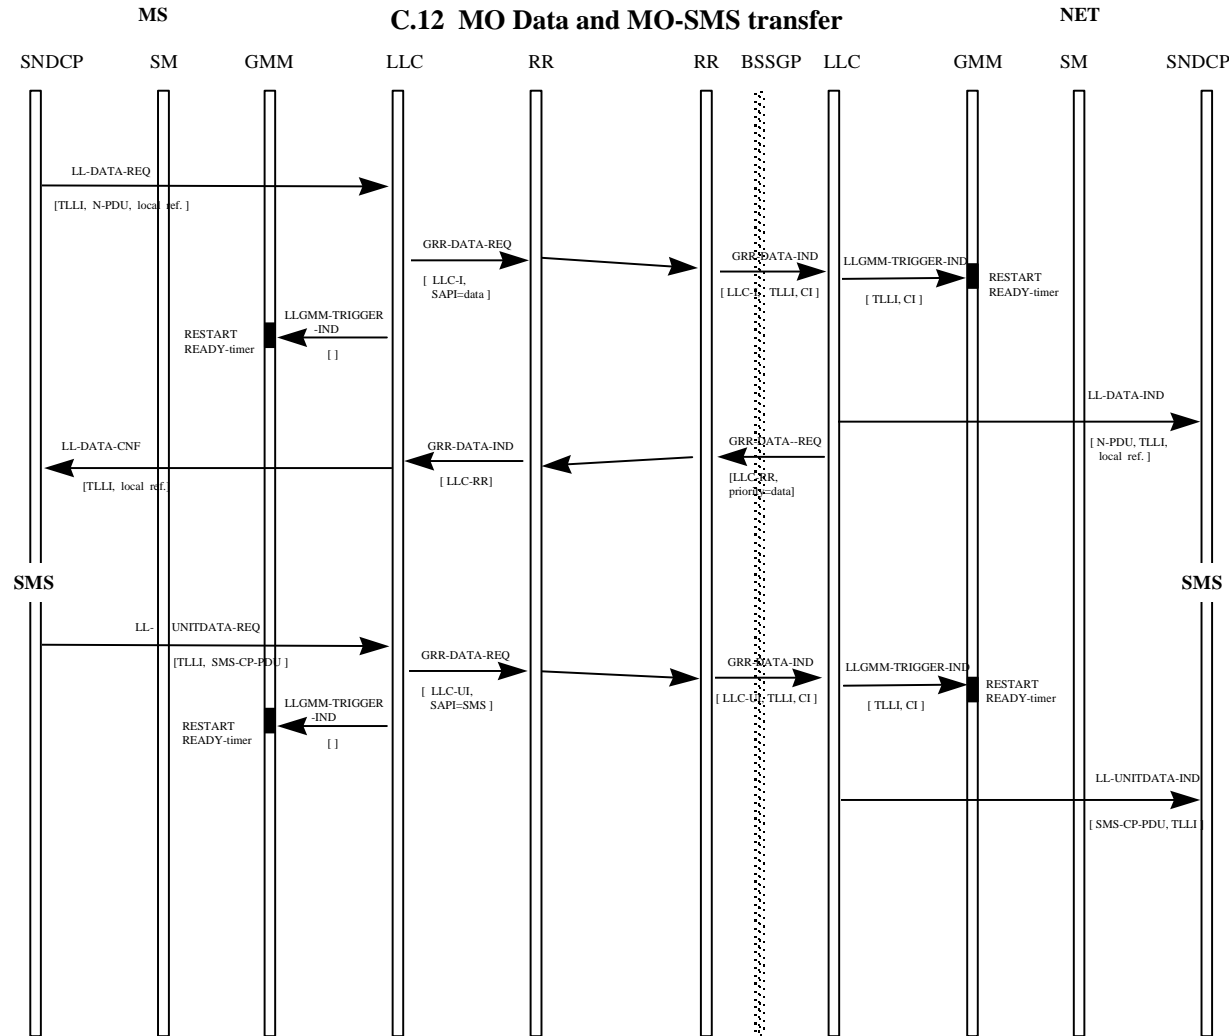 MS
C.12 MO Data and MO-SMS transfer
NET
SNDCP SM GMM LLC RR RR BSSGP LLC GMM SM SNDCP
LL-DATA-REQ
[TLLI, N-PDU, local ref. ]
GRR-DATA-REQ
[ LLC-I,
SAPI=data ]
GRR-DATA-IND
[ LLC-I, TLLI, CI ]
LLGMM-TRIGGER-IND
[ TLLI, CI ]
RESTART
READY-timer
LLGMM-TRIGGER
-IND
[ ]
RESTART
READY-timer
LL-DATA-IND
[ N-PDU, TLLI,
local ref. ]
GRR-DATA--REQ
[LLC-RR,
priority=data]
GRR-DATA-IND
[ LLC-RR]
LL-DATA-CNF
[TLLI, local ref.]
SMS
SMS
LL- UNITDATA-REQ
[TLLI, SMS-CP-PDU ]
GRR-DATA-REQ
[ LLC-UI,
SAPI=SMS ]
GRR-DATA-IND
[ LLC-UI, TLLI, CI ]
LLGMM-TRIGGER-IND
[ TLLI, CI ]
RESTART
READY-timer
LLGMM-TRIGGER
-IND
[ ]
RESTART
READY-timer
LL-UNITDATA-IND
[ SMS-CP-PDU, TLLI ]